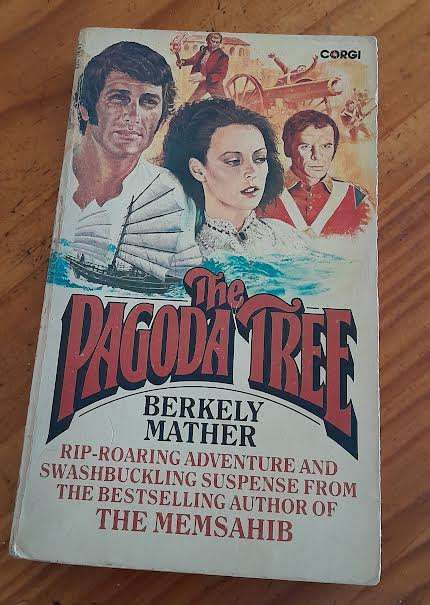 CORGI
The
PAGODA TREE
BERKELY
MATHER
RIP-ROARING ADVENTURE AND
SWASHBUCKLING SUSPENSE FROM
THE BESTSELLING AUTHOR OF
THE MEMSAHIB